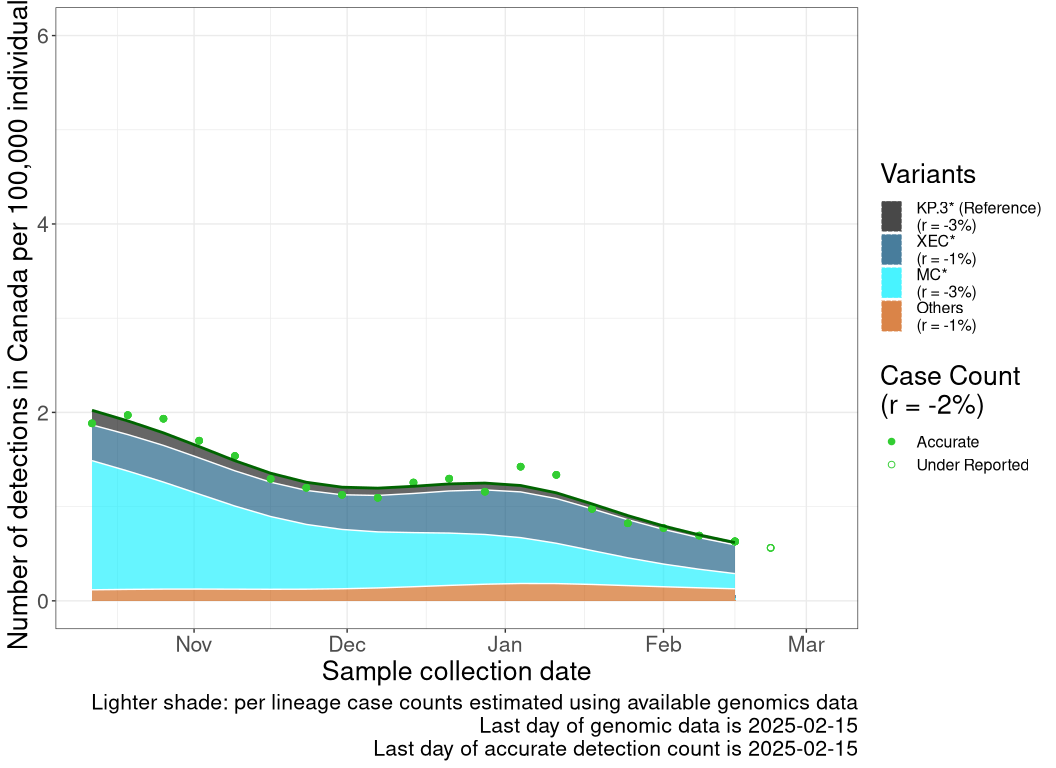 Number of detections in Canada per 100,000 individual
6
4
2
0
Nov
Dec
Jan
Feb
Mar
Sample collection date
Lighter shade: per lineage case counts estimated using available genomics data
Last day of genomic data is 2025-02-15
Last day of accurate detection count is 2025-02-15
Variants
KP.3* (Reference)
(r = -3%)
XEC*
(r = -1%)
MC*
(r = -3%)
Others
(r = -1%)
Case Count
(r = -2%)
Accurate
Under Reported